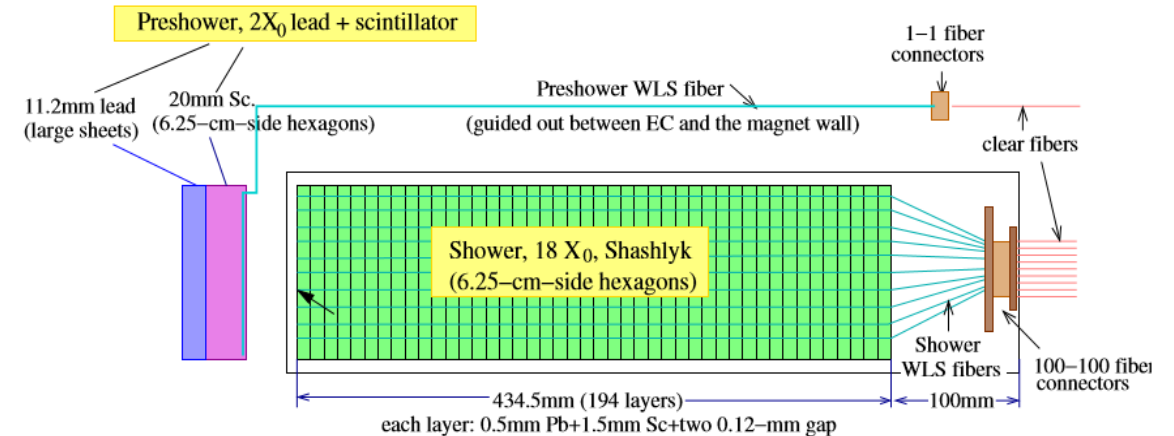 Preshower, 2X0 lead + scintillator
1−1 fiber
connectors
11.2mm lead
(large sheets)
20mm Sc.
(6.25−cm−side hexagons)
Preshower WLS fiber
(guided out between EC and the magnet wall)
clear fibers
Shower, 18 X0, Shashlyk
(6.25−cm−side hexagons)
Shower
WLS fibers
100−100 fiber
connectors
434.5mm (194 layers)
100mm
each layer: 0.5mm Pb+1.5mm Sc+two 0.12−mm gap